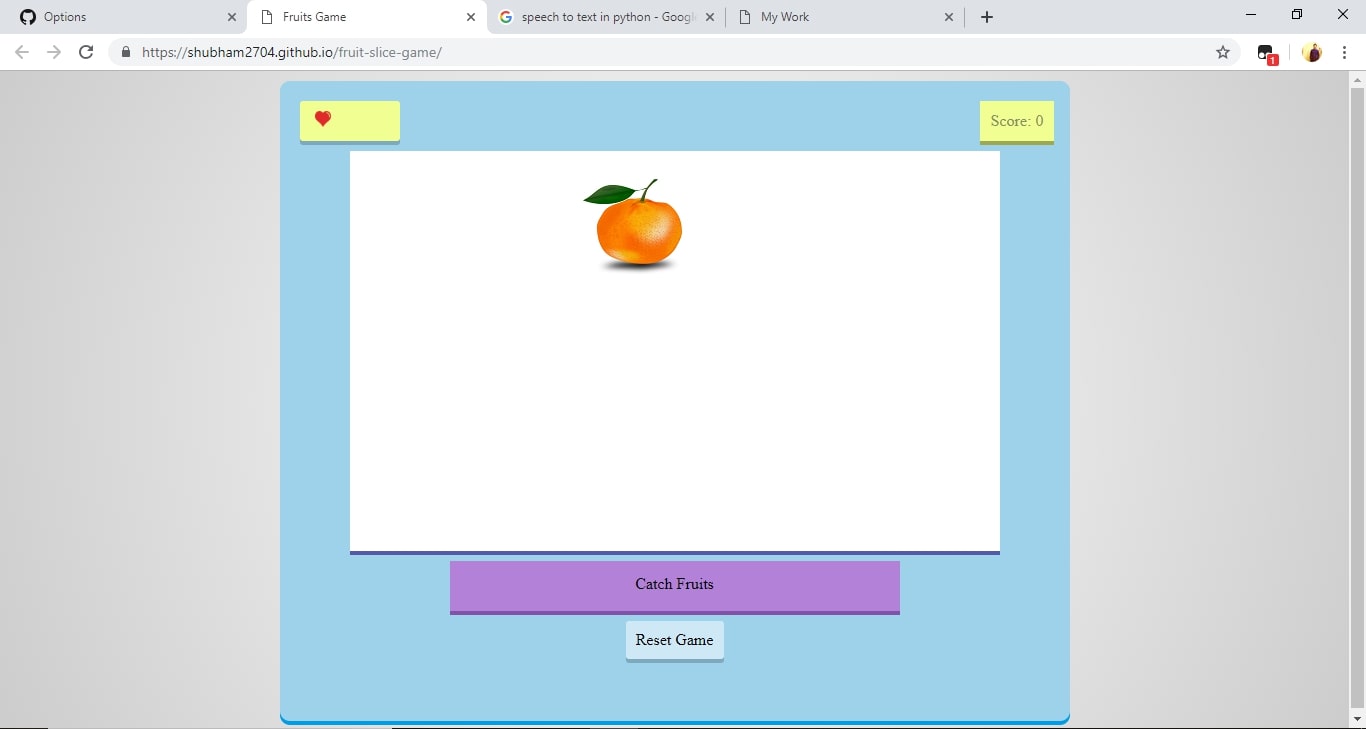 Options
Fruits Game
speech to text in python - Googl
My Work
https://shubham2704.github.io/fruit-slice-game/
1
Score: 0
Catch Fruits
Reset Game